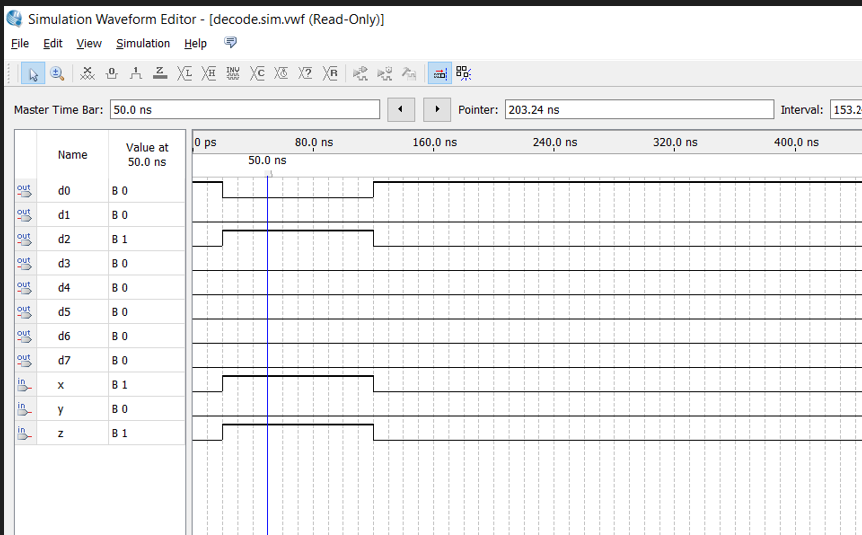 Simulation Waveform Editor - [decode.sim.vwf (Read-Only)]
File Edit View Simulation Help
Master Time Bar: 50.0 ns Pointer: 203.24 ns Interval: 153.2
Name Value at 50.0 ns
0 ps 80.0 ns 160.0 ns 240.0 ns 320.0 ns 400.0 ns
50.0 ns
out d0 B 0
out d1 B 0
out d2 B 1
out d3 B 0
out d4 B 0
out d5 B 0
out d6 B 0
out d7 B 0
in x B 1
in y B 0
in z B 1